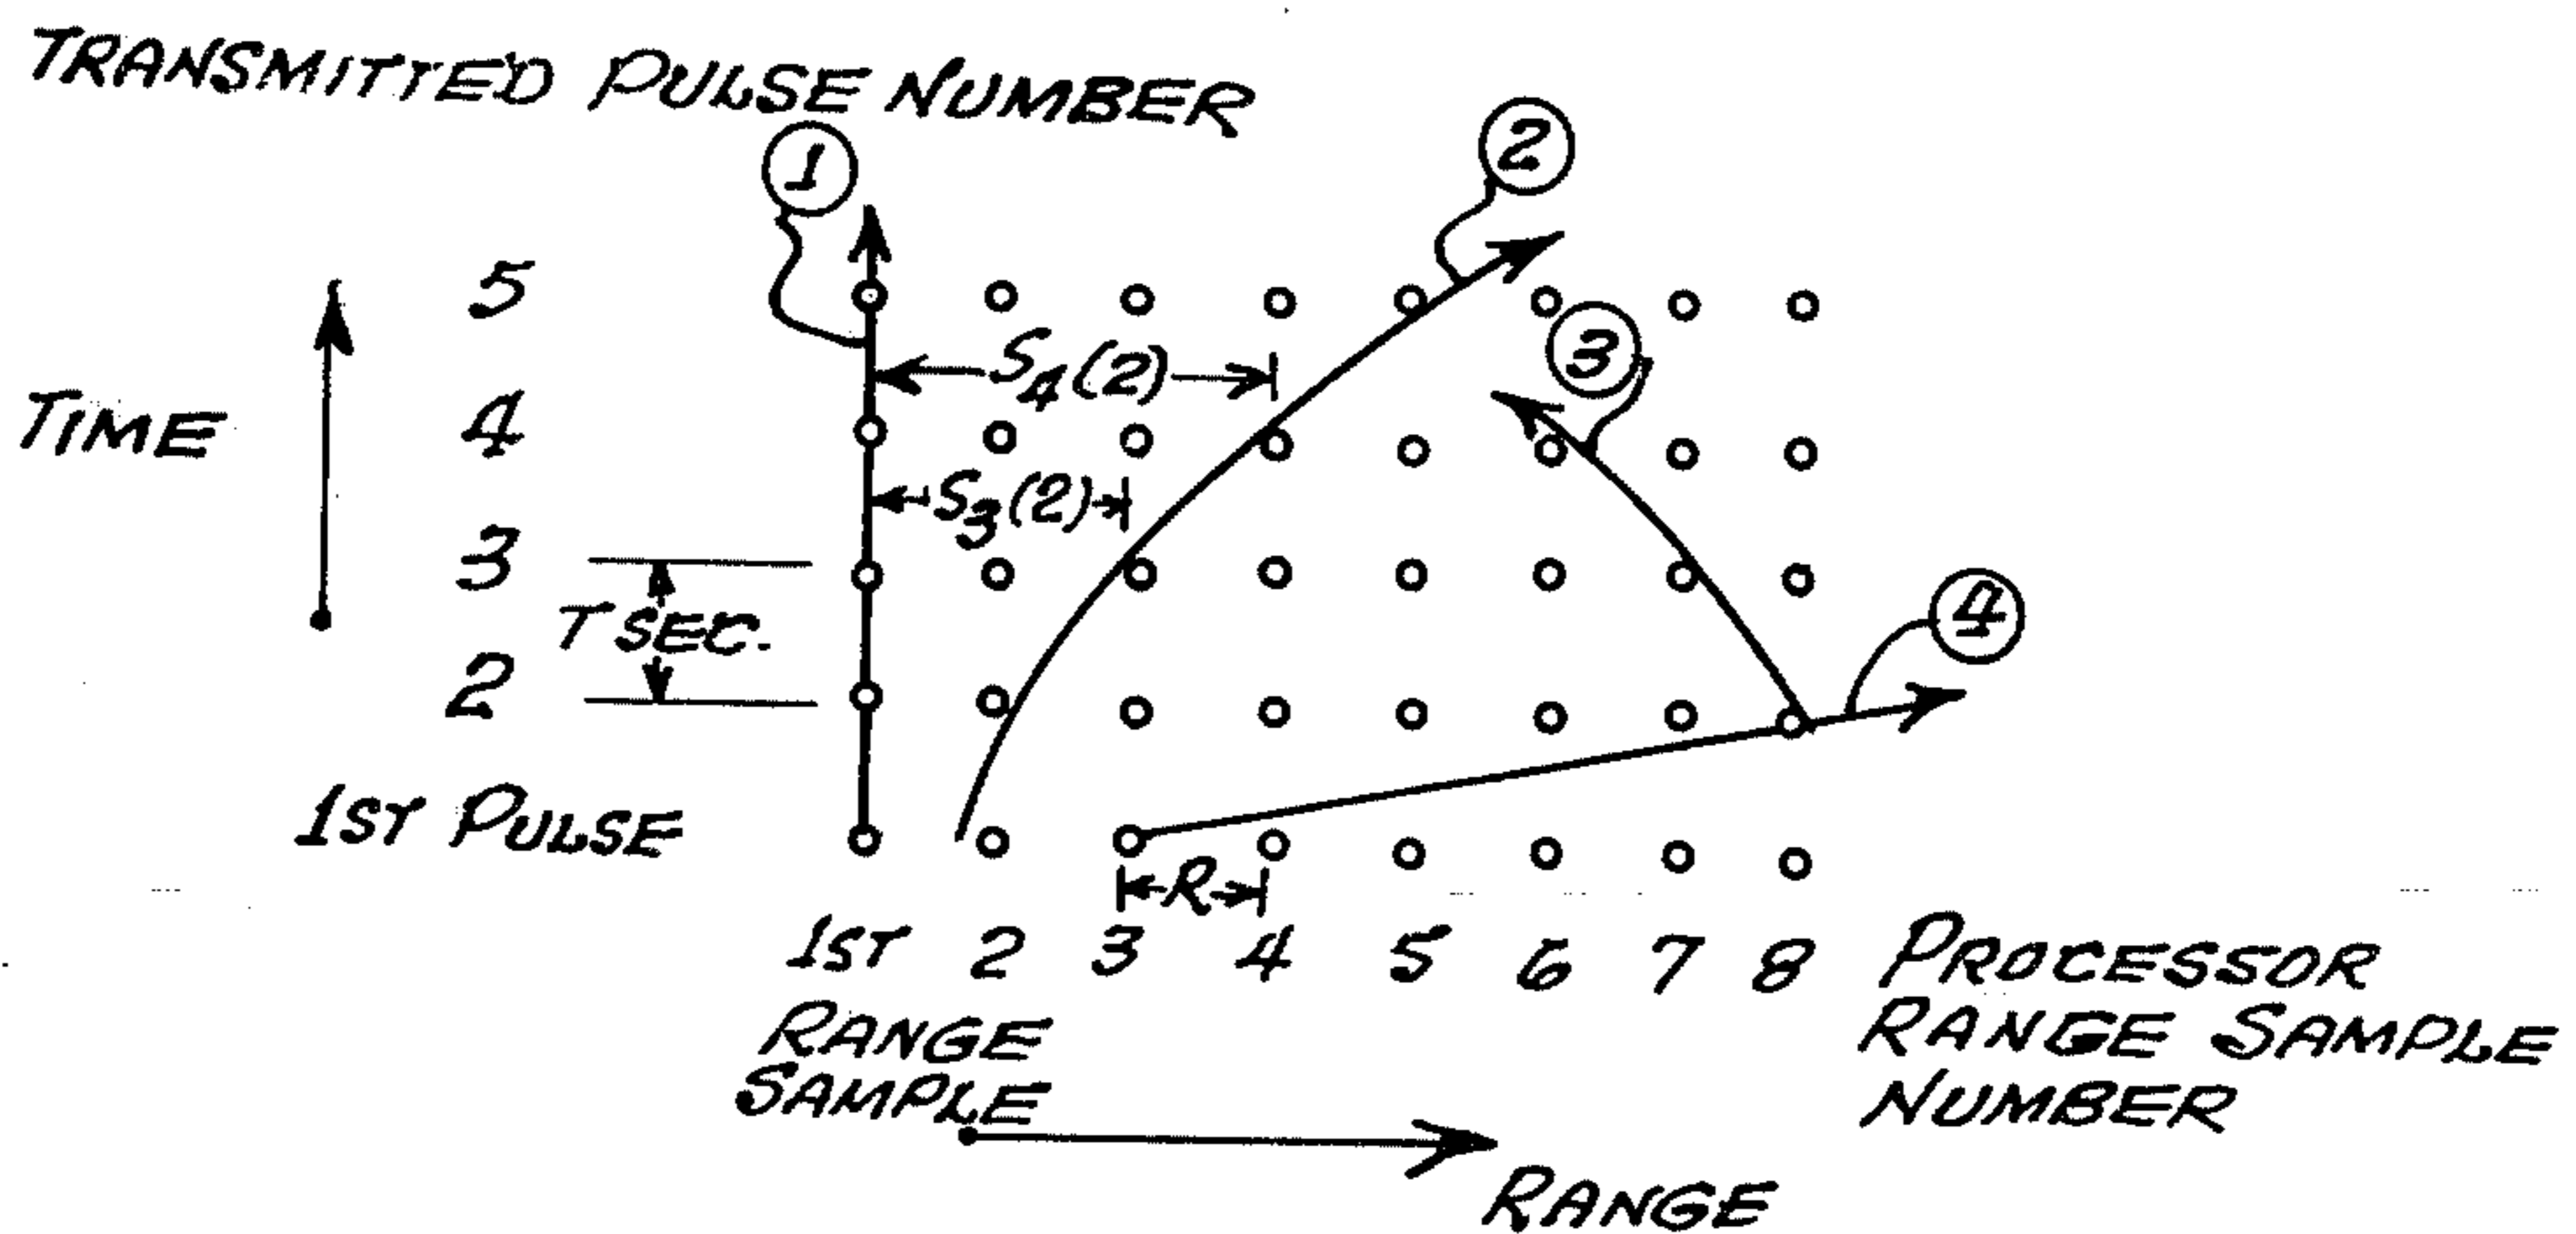 TRANSMITTED PULSE NUMBER
1
2
5
S4(2)
3
TIME
4
S3(2)
3
T SEC.
4
2
1ST PULSE
R
1ST 2 3 4 5 6 7 8 PROCESSOR
RANGE RANGE SAMPLE
SAMPLE NUMBER
RANGE